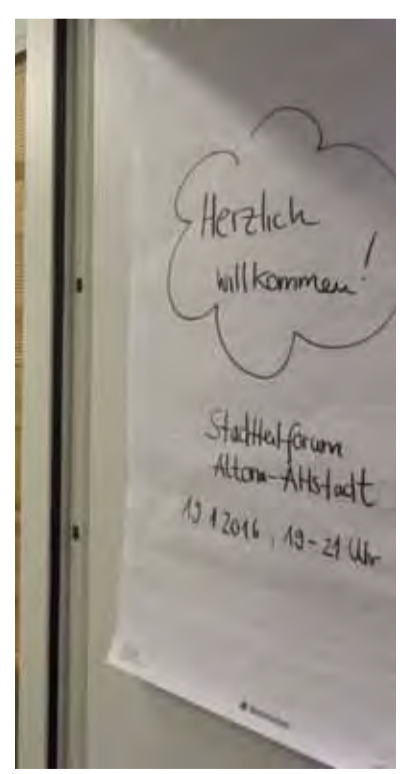 Herzlich
willkommen!
Stadtteilforum
Altona-Altstadt
19.1.2016, 19-21 Uhr